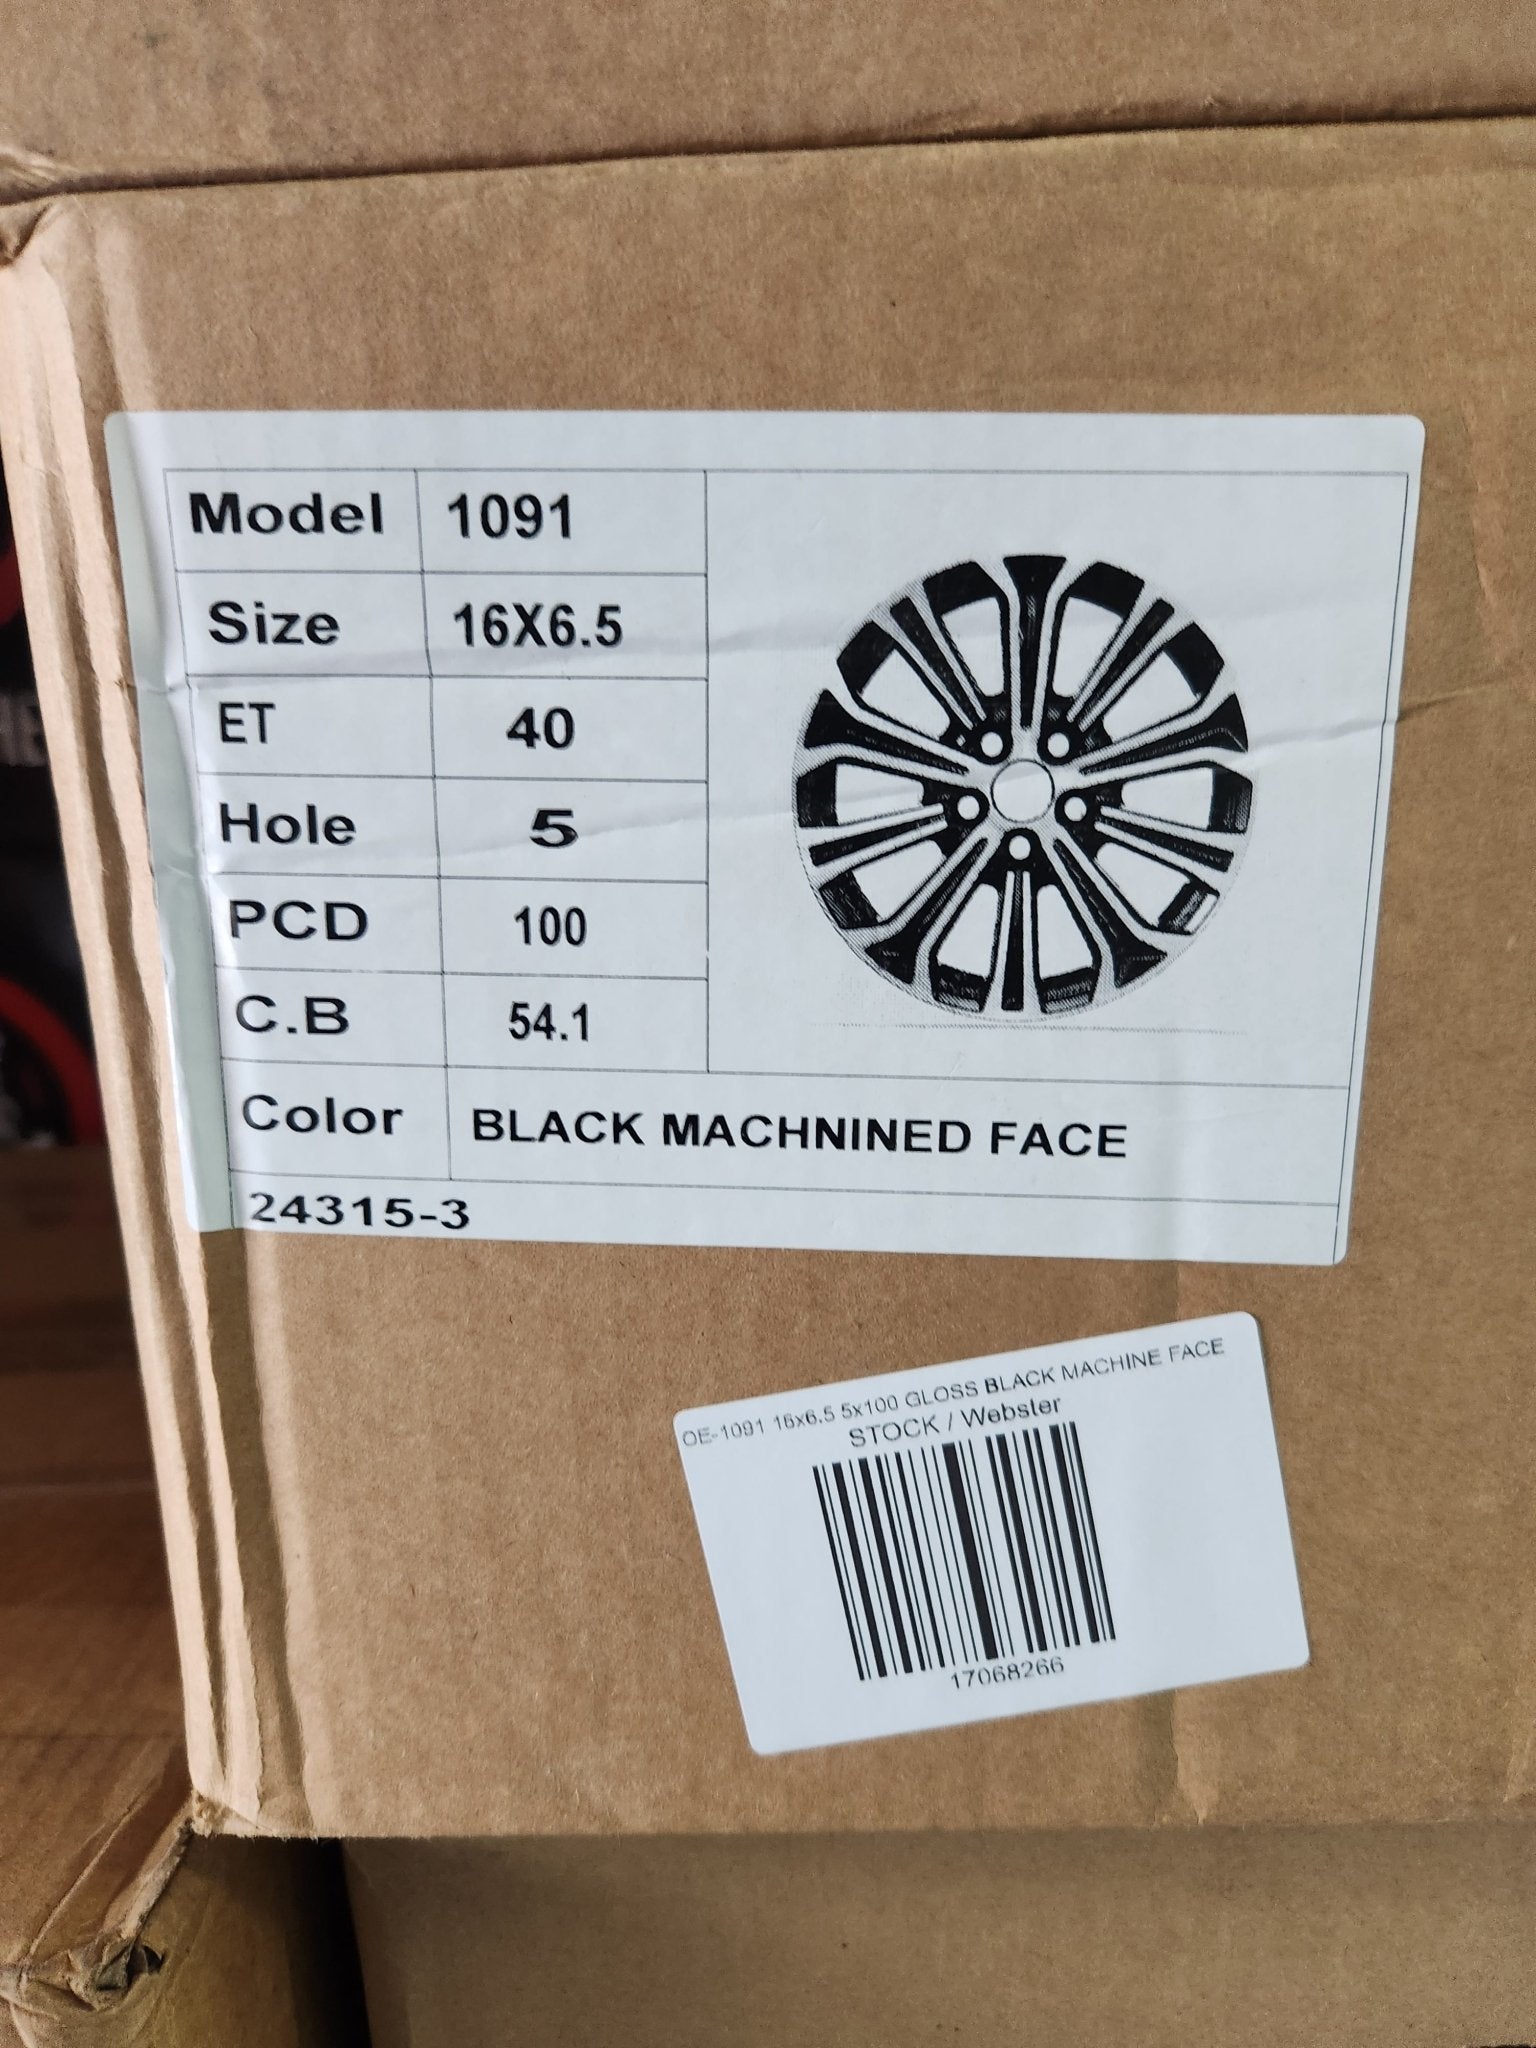 Model 1091
Size 16X6.5
ET 40
Hole 5
PCD 100
C.B 54.1
Color BLACK MACHNINED FACE
24315-3
OE-1091 16x6.5 5x100 GLOSS BLACK MACHINE FACE
STOCK / Webster
17068266